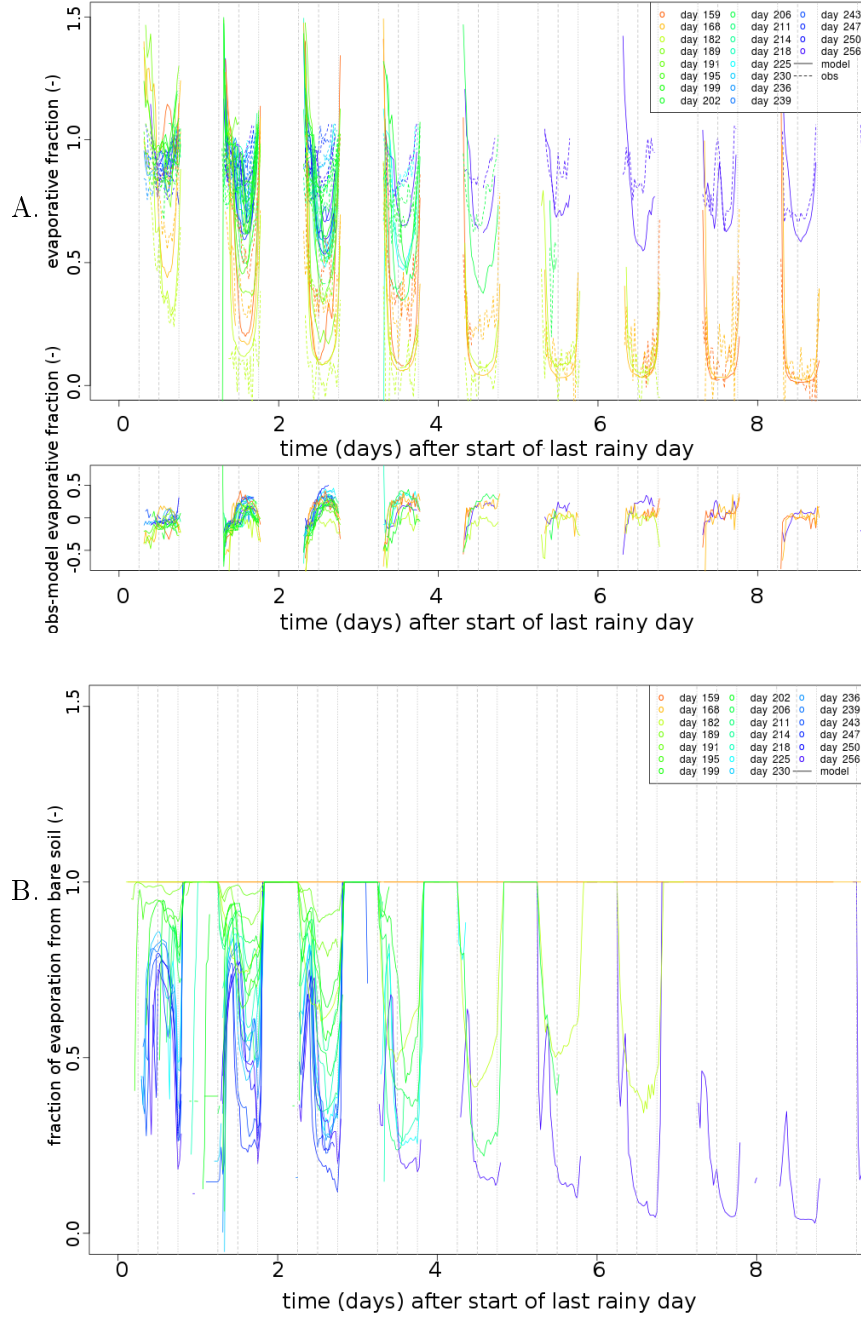 A.
evaporative fraction (-)
1.5
1.0
0.5
0.0
day 159 day 206 day 243
day 168 day 211 day 247
day 182 day 214 day 250
day 189 day 218 day 256
day 191 day 225 model
day 195 day 230 obs
day 199 day 236
day 202 day 239
0 2 4 6 8
time (days) after start of last rainy day
obs-model evaporative fraction (-)
0.5
0
-0.5
0 2 4 6 8
time (days) after start of last rainy day
B.
fraction of evaporation from bare soil (-)
1.5
1.0
0.5
0.0
day 159 day 202 day 236
day 168 day 206 day 239
day 182 day 211 day 243
day 189 day 214 day 247
day 191 day 218 day 250
day 195 day 225 day 256
day 199 day 230 model
0 2 4 6 8
time (days) after start of last rainy day